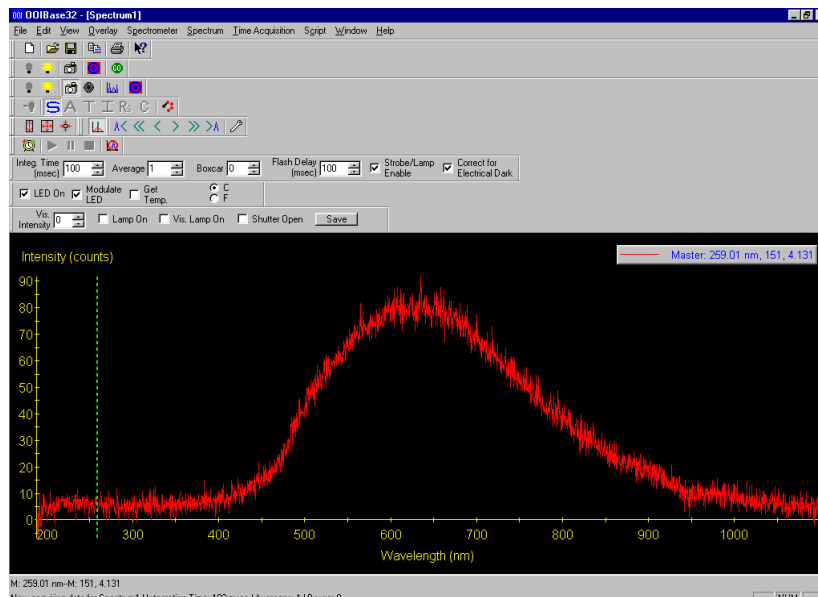 OOI OOIBase32 - [Spectrum1]
File Edit View Overlay Spectrometer Spectrum Time Acquisition Script Window Help
S A T I Rs C
A< >A
Integ. Time (msec) 100 Average 1 Boxcar 0 Flash Delay (msec) 100 Strobe/Lamp Enable Correct for Electrical Dark
LED On Modulate LED Get Temp. C F
Vis. Intensity 0 Lamp On Vis. Lamp On Shutter Open Save
Intensity (counts)
Master: 259.01 nm, 151, 4.131
90
80
70
60
50
40
30
20
10
0
200 300 400 500 600 700 800 900 1000
Wavelength (nm)
M: 259.01 nm--M: 151, 4.131
NUM